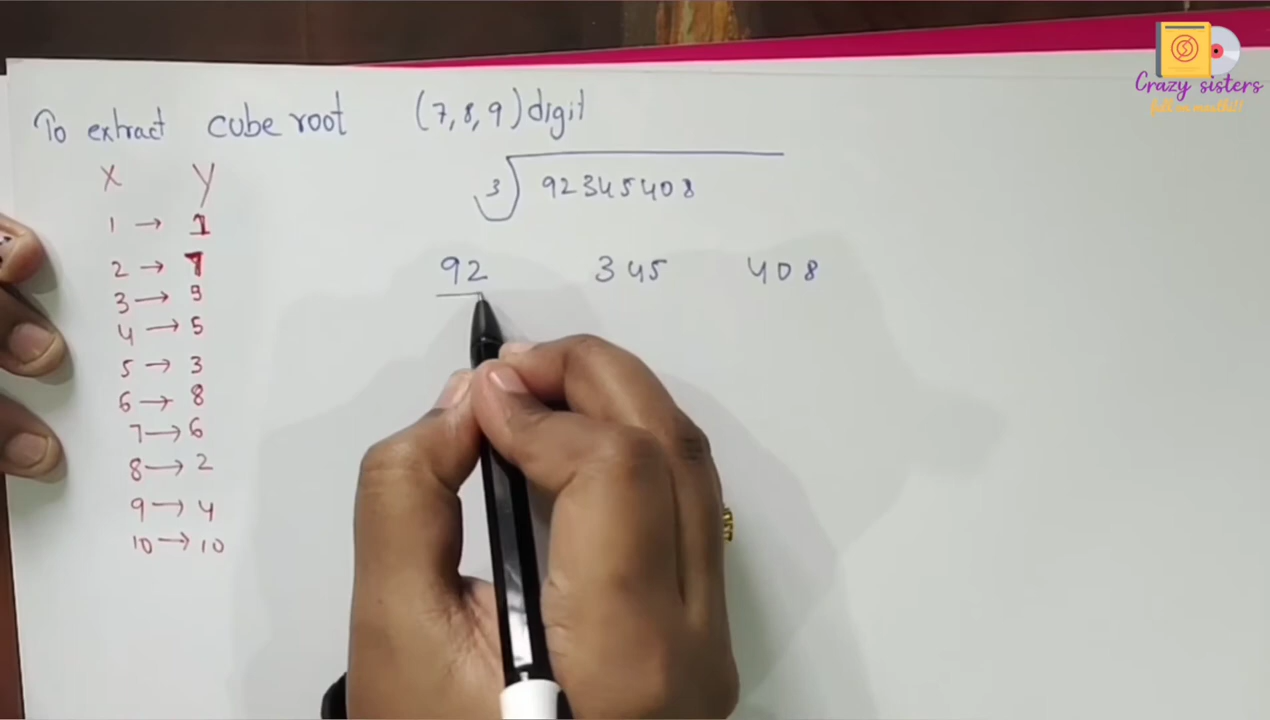 To extract cube root (7,8,9) digit
X Y
1 → 1
2 → 7
3 → 9
4 → 5
5 → 3
6 → 8
7 → 6
8 → 2
9 → 4
10 → 10
3√92345408
92 345 408
Crazy sisters